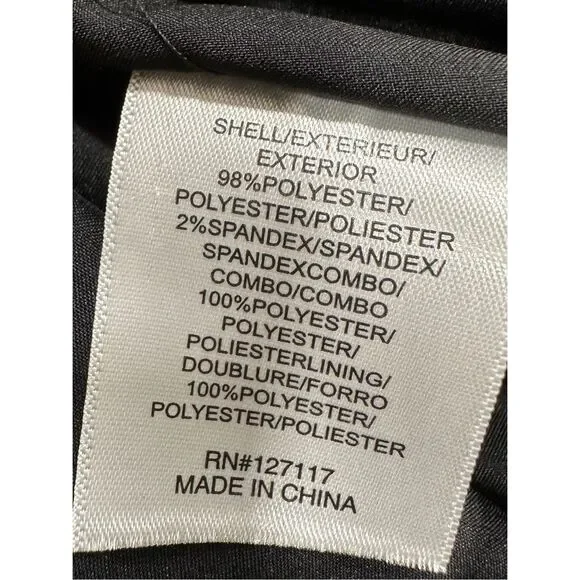 SHELL/EXTERIEUR/
EXTERIOR
98%POLYESTER/
POLYESTER/POLIESTER
2%SPANDEX/SPANDEX/
SPANDEXCOMBO/
COMBO/COMBO
100%POLYESTER/
POLYESTER/
POLIESTERLINING/
DOUBLURE/FORRO
100%POLYESTER/
POLYESTER/POLIESTER
RN#127117
MADE IN CHINA